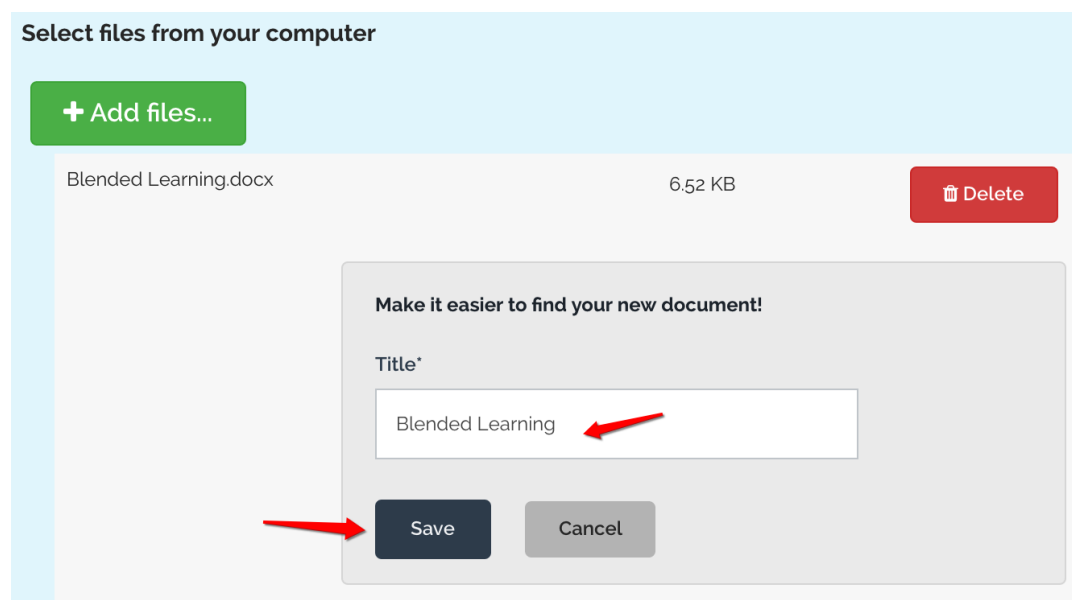 Select files from your computer
Add files...
Blended Learning.docx 6.52 KB Delete
Make it easier to find your new document!
Title*
Blended Learning
Save Cancel